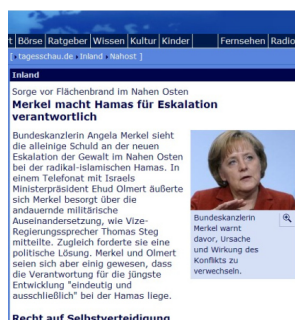 t Börse Ratgeber Wissen Kultur Kinder Fernsehen Radio
[ tagesschau.de Inland Nahost ]
Inland
Sorge vor Flächenbrand im Nahen Osten
Merkel macht Hamas für Eskalation
verantwortlich
Bundeskanzlerin Angela Merkel sieht
die alleinige Schuld an der neuen
Eskalation der Gewalt im Nahen Osten
bei der radikal-islamischen Hamas. In
einem Telefonat mit Israels
Ministerpräsident Ehud Olmert äußerte
sich Merkel besorgt über die
andauernde militärische
Auseinandersetzung, wie Vize-
Regierungssprecher Thomas Steg
mitteilte. Zugleich forderte sie eine
politische Lösung. Merkel und Olmert
seien sich aber einig gewesen, dass
die Verantwortung für die jüngste
Entwicklung "eindeutig und
ausschließlich" bei der Hamas liege.
Bundeskanzlerin
Merkel warnt
davor, Ursache
und Wirkung des
Konflikts zu
verwechseln.
Recht auf Selbstverteidigung